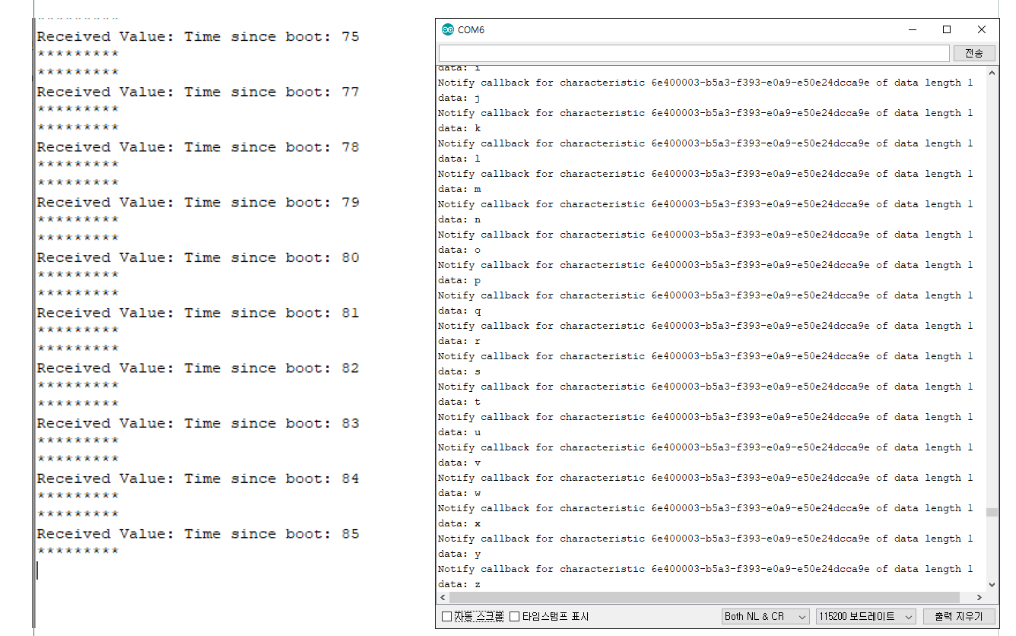 *********
Received Value: Time since boot: 75
*********
*********
Received Value: Time since boot: 77
*********
*********
Received Value: Time since boot: 78
*********
*********
Received Value: Time since boot: 79
*********
*********
Received Value: Time since boot: 80
*********
*********
Received Value: Time since boot: 81
*********
*********
Received Value: Time since boot: 82
*********
*********
Received Value: Time since boot: 83
*********
*********
Received Value: Time since boot: 84
*********
*********
Received Value: Time since boot: 85
*********
COM6
전송
data: i
Notify callback for characteristic 6e400003-b5a3-f393-e0a9-e50e24dcca9e of data length 1
data: j
Notify callback for characteristic 6e400003-b5a3-f393-e0a9-e50e24dcca9e of data length 1
data: k
Notify callback for characteristic 6e400003-b5a3-f393-e0a9-e50e24dcca9e of data length 1
data: l
Notify callback for characteristic 6e400003-b5a3-f393-e0a9-e50e24dcca9e of data length 1
data: m
Notify callback for characteristic 6e400003-b5a3-f393-e0a9-e50e24dcca9e of data length 1
data: n
Notify callback for characteristic 6e400003-b5a3-f393-e0a9-e50e24dcca9e of data length 1
data: o
Notify callback for characteristic 6e400003-b5a3-f393-e0a9-e50e24dcca9e of data length 1
data: p
Notify callback for characteristic 6e400003-b5a3-f393-e0a9-e50e24dcca9e of data length 1
data: q
Notify callback for characteristic 6e400003-b5a3-f393-e0a9-e50e24dcca9e of data length 1
data: r
Notify callback for characteristic 6e400003-b5a3-f393-e0a9-e50e24dcca9e of data length 1
data: s
Notify callback for characteristic 6e400003-b5a3-f393-e0a9-e50e24dcca9e of data length 1
data: t
Notify callback for characteristic 6e400003-b5a3-f393-e0a9-e50e24dcca9e of data length 1
data: u
Notify callback for characteristic 6e400003-b5a3-f393-e0a9-e50e24dcca9e of data length 1
data: v
Notify callback for characteristic 6e400003-b5a3-f393-e0a9-e50e24dcca9e of data length 1
data: w
Notify callback for characteristic 6e400003-b5a3-f393-e0a9-e50e24dcca9e of data length 1
data: x
Notify callback for characteristic 6e400003-b5a3-f393-e0a9-e50e24dcca9e of data length 1
data: y
Notify callback for characteristic 6e400003-b5a3-f393-e0a9-e50e24dcca9e of data length 1
data: z
자동 스크롤 타임스탬프 표시 Both NL & CR 115200 보드레이트 출력 지우기